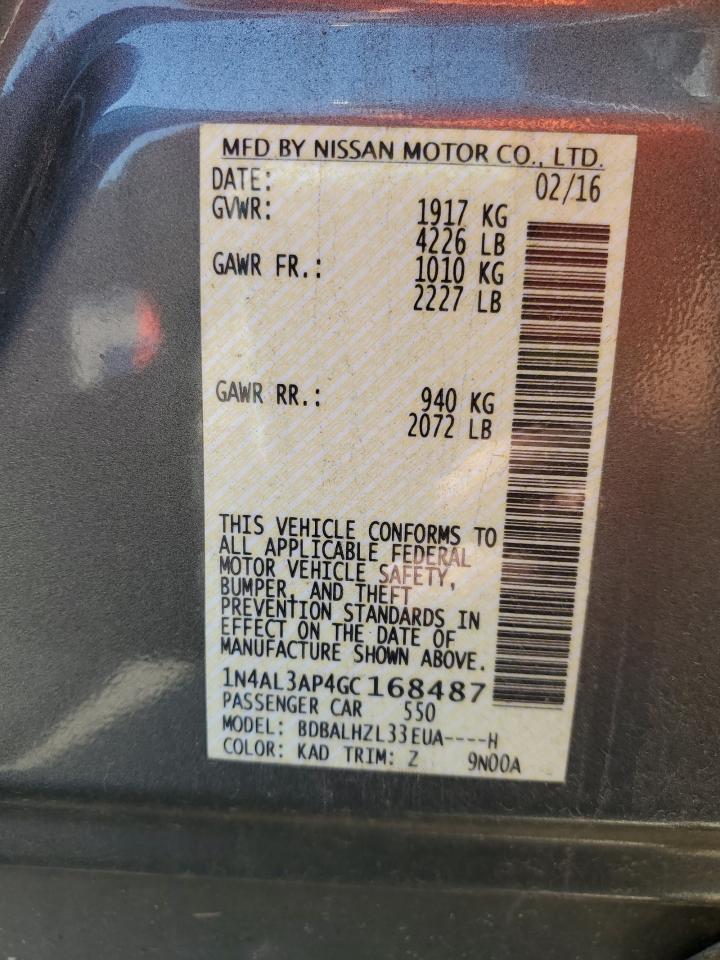 MFD BY NISSAN MOTOR CO., LTD.
DATE: 02/16
GVWR: 1917 KG
4226 LB
GAWR FR.: 1010 KG
2227 LB
GAWR RR.: 940 KG
2072 LB
THIS VEHICLE CONFORMS TO
ALL APPLICABLE FEDERAL
MOTOR VEHICLE SAFETY,
BUMPER, AND THEFT
PREVENTION STANDARDS IN
EFFECT ON THE DATE OF
MANUFACTURE SHOWN ABOVE.
1N4AL3AP4GC168487
PASSENGER CAR 550
MODEL: BDBALHZL33EUA----H
COLOR: KAD TRIM: Z 9N00A